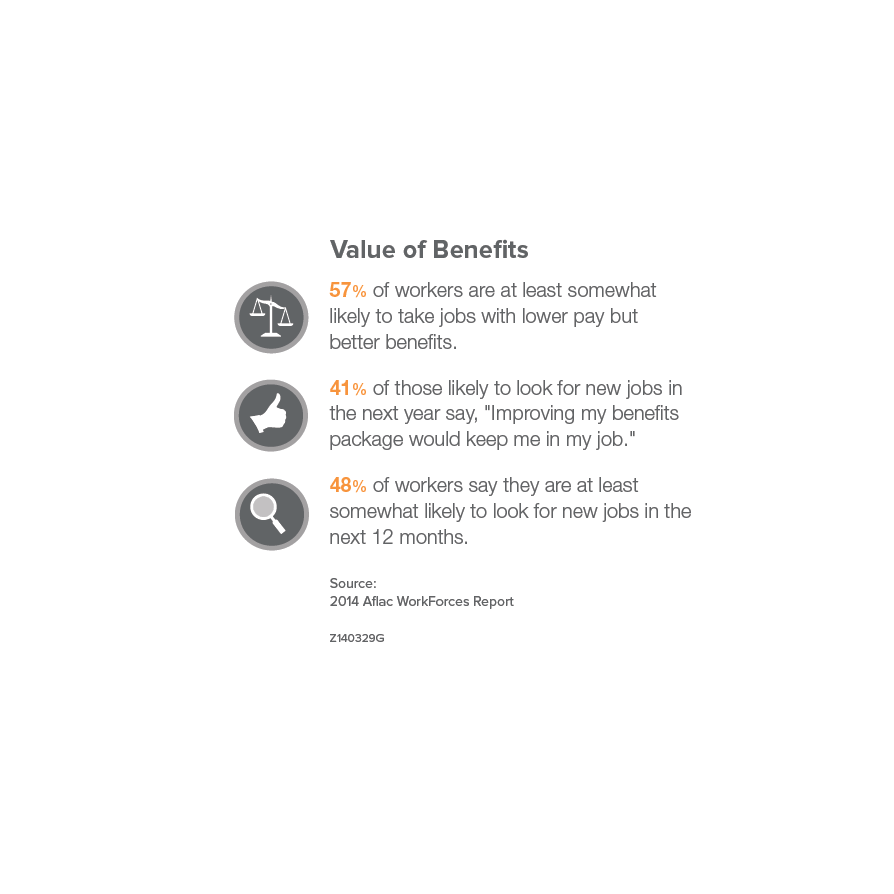 Value of Benefits
57% of workers are at least somewhat
likely to take jobs with lower pay but
better benefits.
41% of those likely to look for new jobs in
the next year say, "Improving my benefits
package would keep me in my job."
48% of workers say they are at least
somewhat likely to look for new jobs in the
next 12 months.
Source:
2014 Aflac WorkForces Report
Z140329G